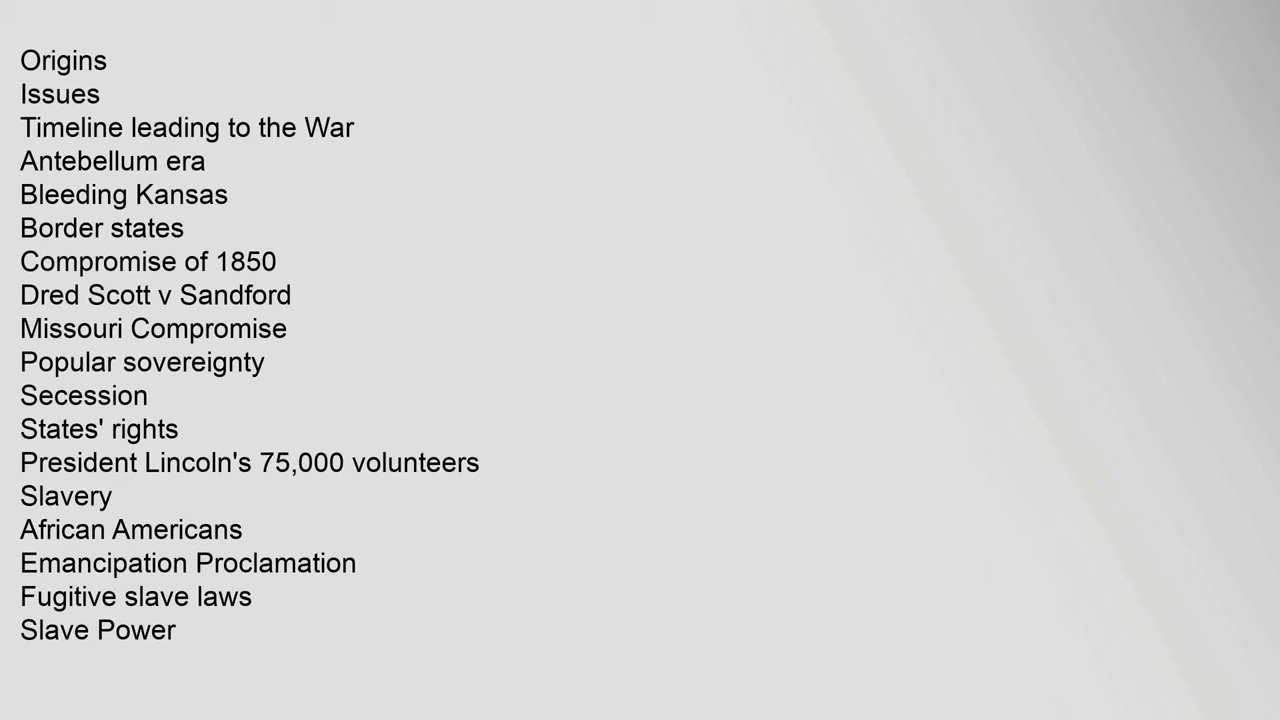 Origins
Issues
Timeline leading to the War
Antebellum era
Bleeding Kansas
Border states
Compromise of 1850
Dred Scott v Sandford
Missouri Compromise
Popular sovereignty
Secession
States' rights
President Lincoln's 75,000 volunteers
Slavery
African Americans
Emancipation Proclamation
Fugitive slave laws
Slave Power